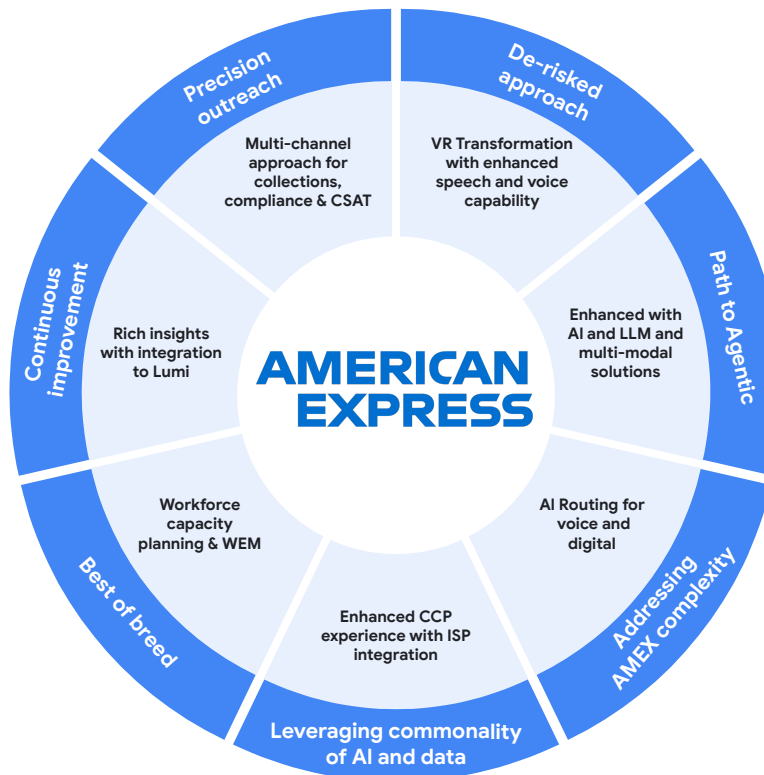 Precision
outreach
Multi-channel
approach for
collections,
compliance & CSAT
De-risked
approach
VR Transformation
with enhanced
speech and voice
capability
Path to Agentic
Enhanced with
AI and LLM and
multi-modal
solutions
Addressing
AMEX complexity
AI Routing for
voice and
digital
Leveraging commonality
of AI and data
Enhanced CCP
experience with ISP
integration
Best of breed
Workforce
capacity
planning & WEM
Continuous
improvement
Rich insights
with integration
to Lumi
AMERICAN
EXPRESS